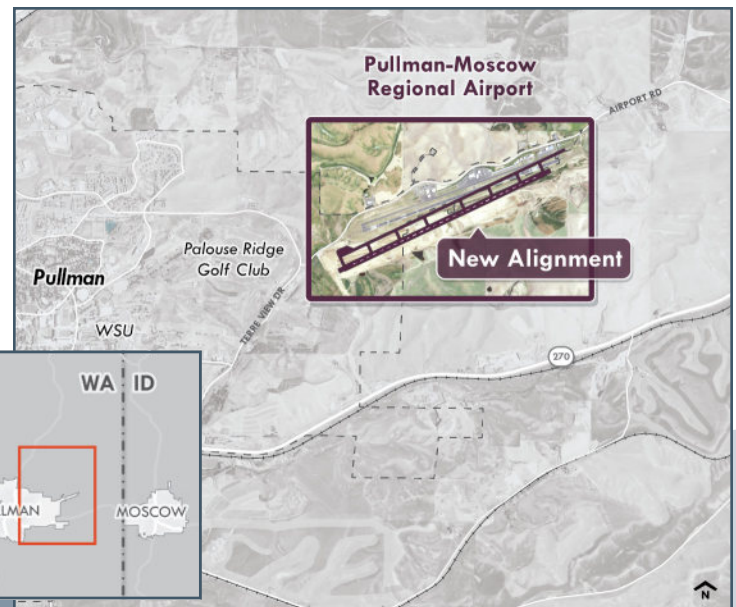 Pullman-Moscow
Regional Airport
AIRPORT RD
New Alignment
Palouse Ridge
Golf Club
Pullman
TERRE VIEW DR
WSU
270
WA ID
LMAN
MOSCOW
N